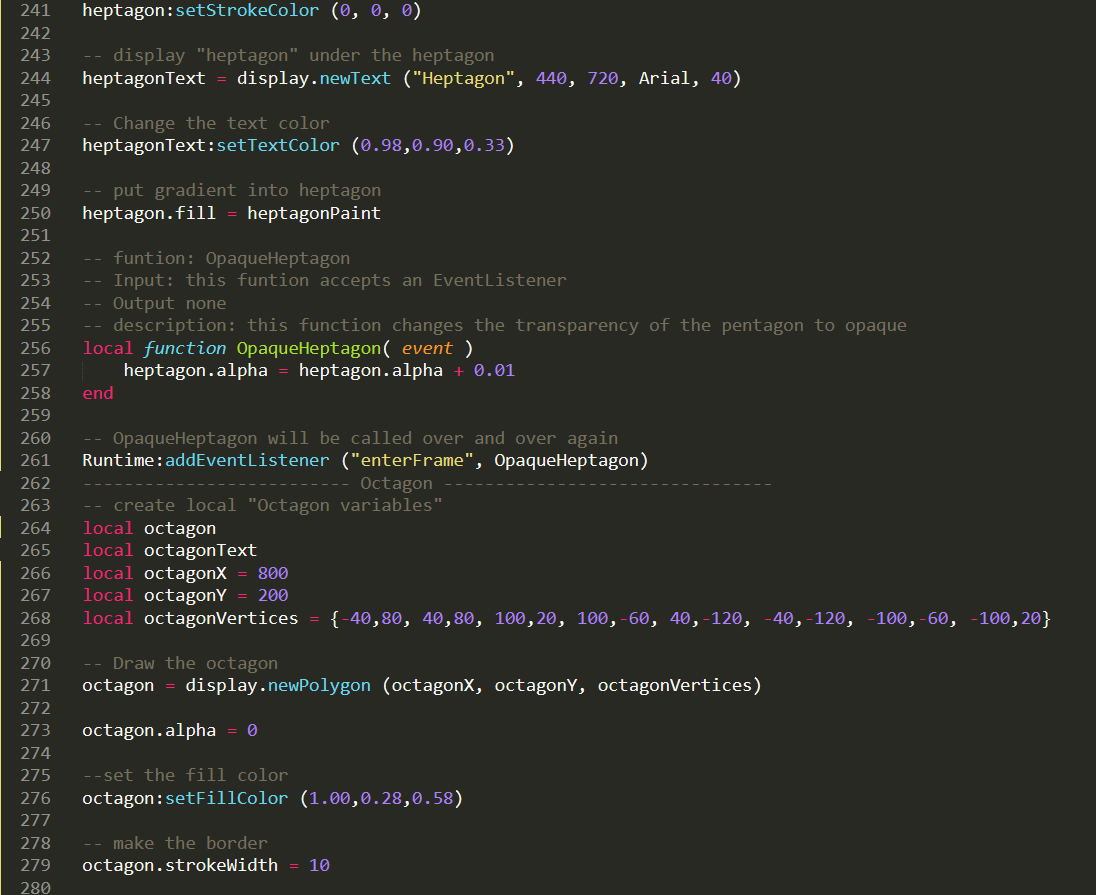 241 heptagon:setStrokeColor (0, 0, 0)
242
243 -- display "heptagon" under the heptagon
244 heptagonText = display.newText ("Heptagon", 440, 720, Arial, 40)
245
246 -- Change the text color
247 heptagonText:setTextColor (0.98,0.90,0.33)
248
249 -- put gradient into heptagon
250 heptagon.fill = heptagonPaint
251
252 -- funtion: OpaqueHeptagon
253 -- Input: this funtion accepts an EventListener
254 -- Output none
255 -- description: this function changes the transparency of the pentagon to opaque
256 local function OpaqueHeptagon( event )
257     heptagon.alpha = heptagon.alpha + 0.01
258 end
259
260 -- OpaqueHeptagon will be called over and over again
261 Runtime:addEventListener ("enterFrame", OpaqueHeptagon)
262 -------------------------- Octagon --------------------------------
263 -- create local "Octagon variables"
264 local octagon
265 local octagonText
266 local octagonX = 800
267 local octagonY = 200
268 local octagonVertices = {-40,80, 40,80, 100,20, 100,-60, 40,-120, -40,-120, -100,-60, -100,20}
269
270 -- Draw the octagon
271 octagon = display.newPolygon (octagonX, octagonY, octagonVertices)
272
273 octagon.alpha = 0
274
275 --set the fill color
276 octagon:setFillColor (1.00,0.28,0.58)
277
278 -- make the border
279 octagon.strokeWidth = 10
280